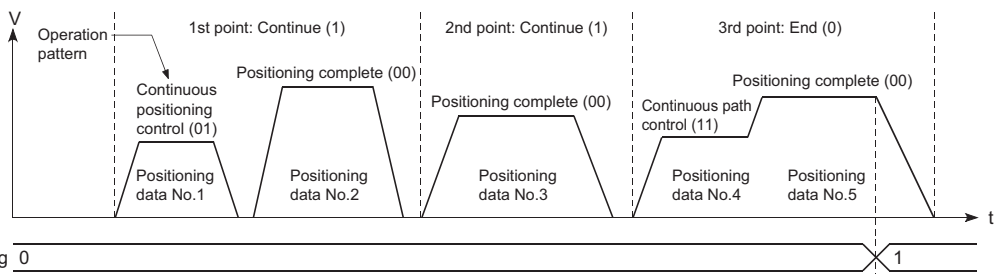 V
Operation
pattern
1st point: Continue (1)
2nd point: Continue (1)
3rd point: End (0)
Positioning complete (00)
Continuous
positioning
control (01)
Positioning complete (00)
Positioning complete (00)
Continuous path
control (11)
Positioning
data No.1
Positioning
data No.2
Positioning
data No.3
Positioning
data No.4
Positioning
data No.5
t
g 0
1